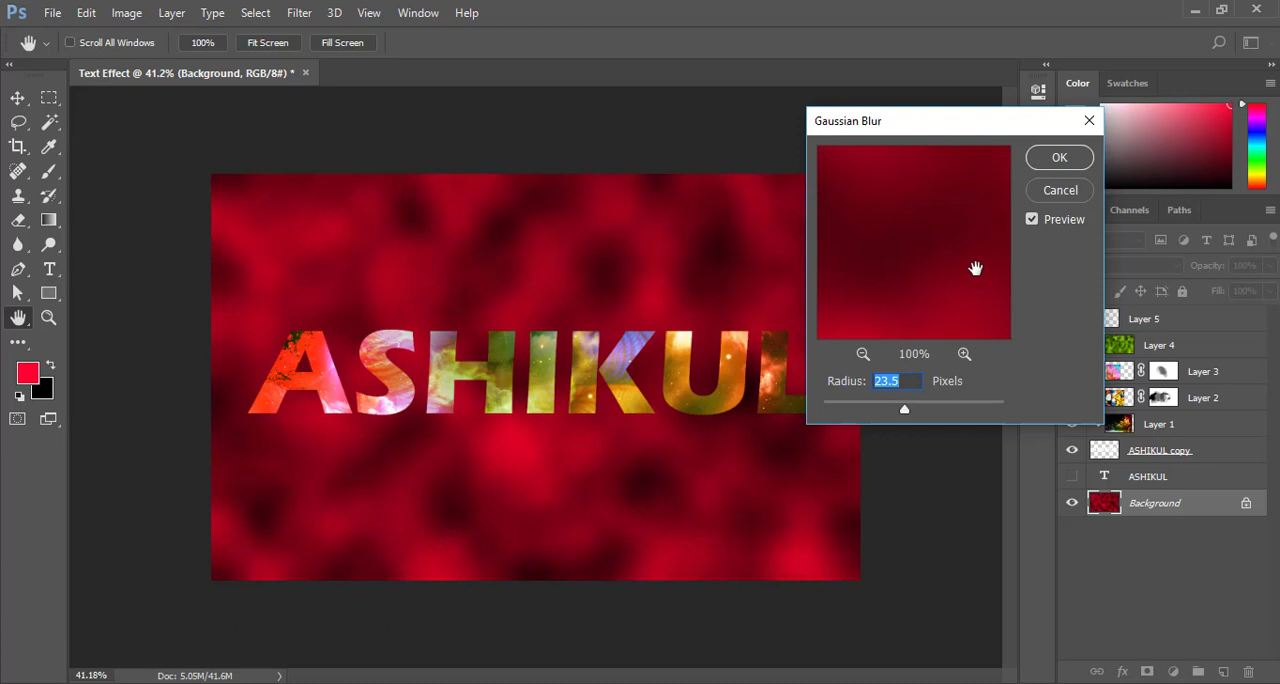 Ps File Edit Image Layer Type Select Filter 3D View Window Help
Scroll All Windows 100% Fit Screen Fill Screen
Text Effect @ 41.2% (Background, RGB/8#) *
Color Swatches
Gaussian Blur
OK
Cancel
Preview
100%
Radius: 23.5 Pixels
Channels Paths
Opacity: 100%
Fill: 100%
Layer 5
Layer 4
Layer 3
Layer 2
Layer 1
ASHIKUL copy
T ASHIKUL
Background
ASHIKUL
41.18% Doc: 5.05M/41.6M
fx